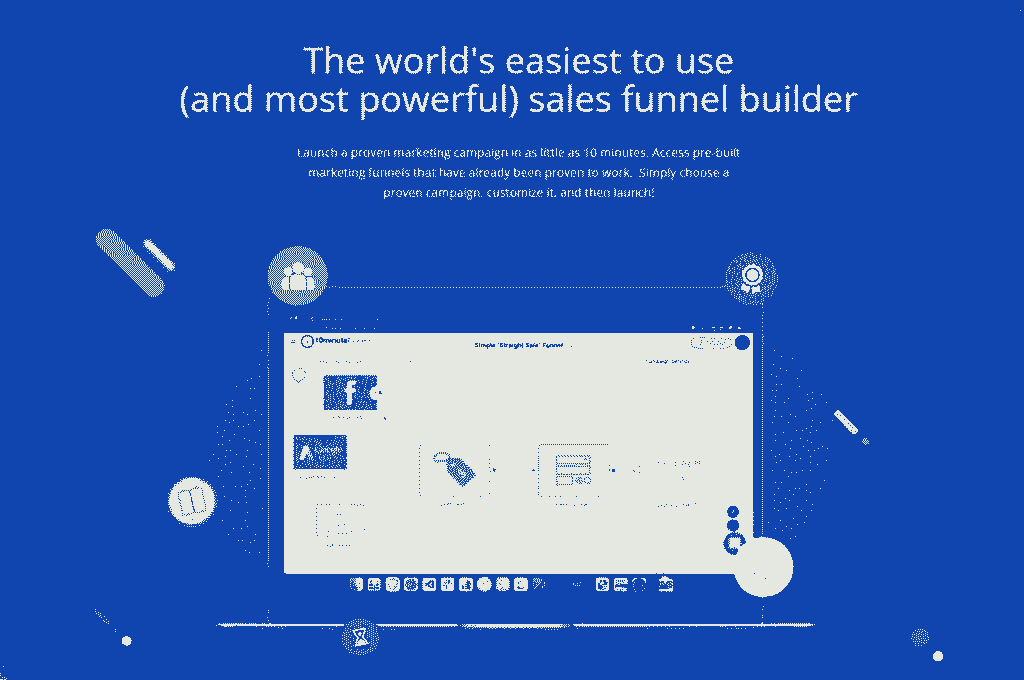 The world's easiest to use
(and most powerful) sales funnel builder
Launch a proven marketing campaign in as little as 10 minutes. Access pre-built
marketing funnels that have already been proven to work. Simply choose a
proven campaign, customize it, and then launch!
10minute
Simple 'Straight Sale' Funnel